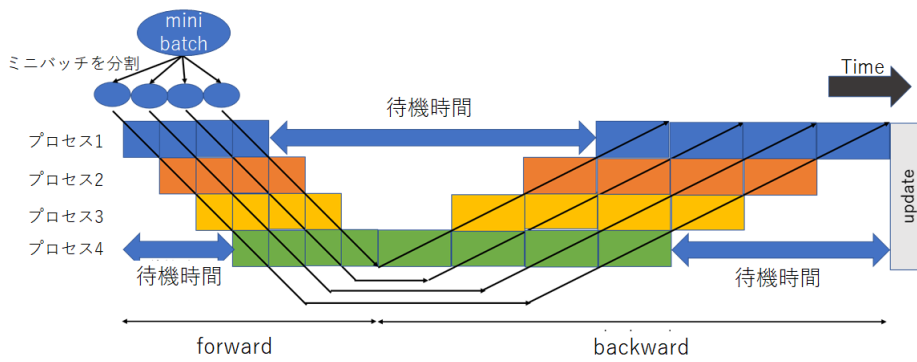 mini
batch
ミニバッチを分割
Time
待機時間
プロセス1
プロセス2
プロセス3
プロセス4
待機時間
待機時間
update
forward
backward